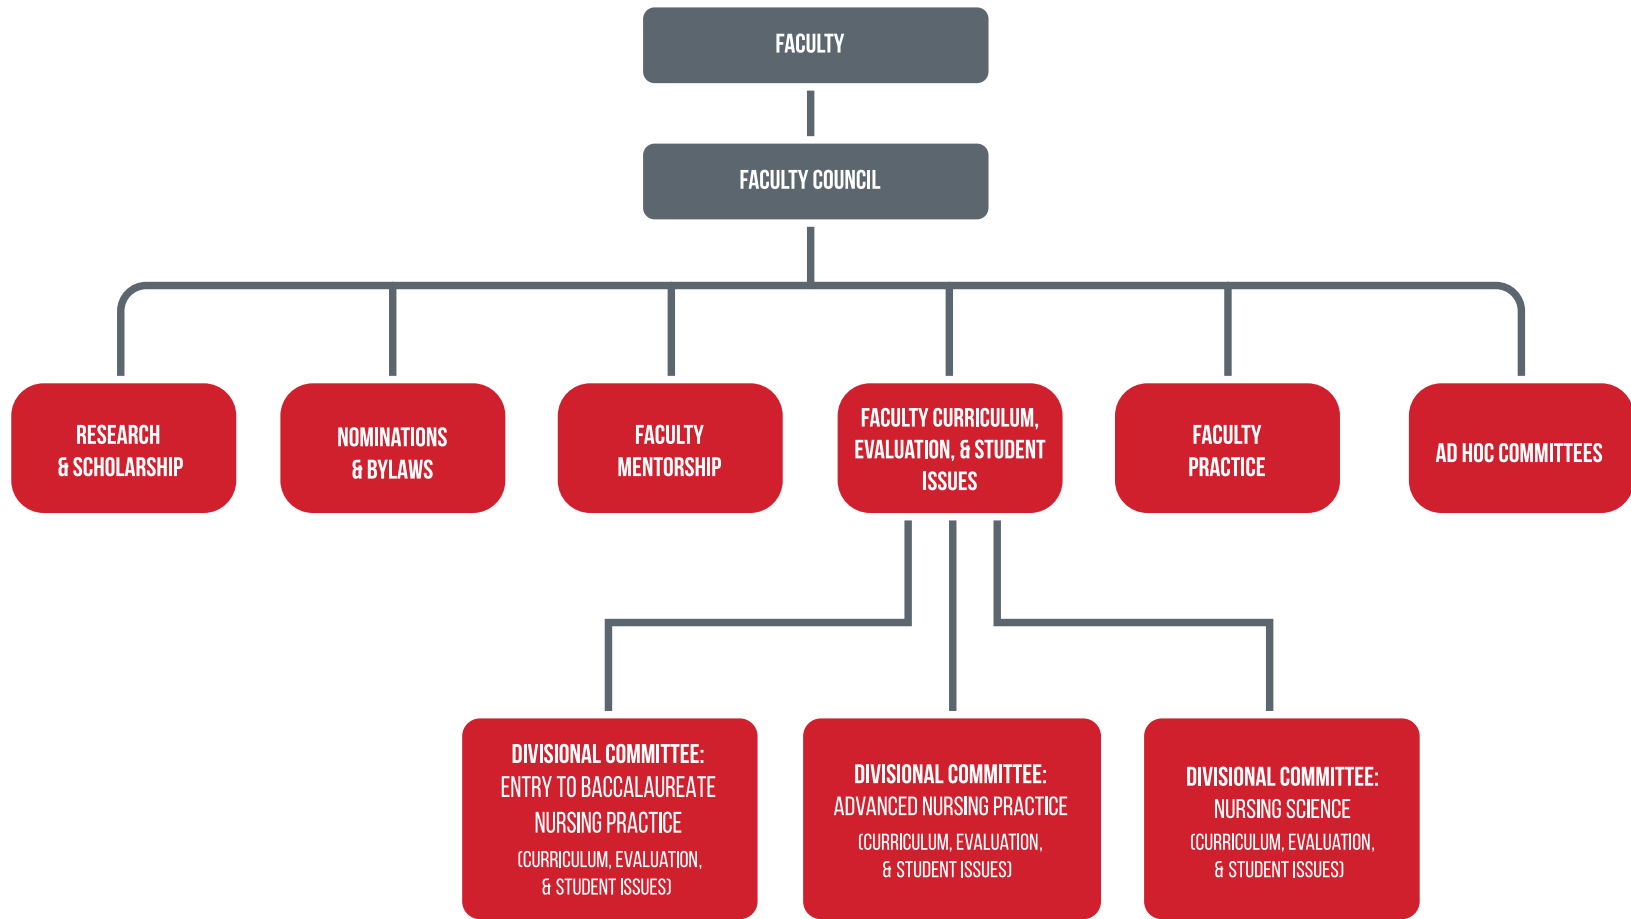 FACULTY
FACULTY COUNCIL
RESEARCH
& SCHOLARSHIP
NOMINATIONS
& BYLAWS
FACULTY
MENTORSHIP
FACULTY CURRICULUM,
EVALUATION, & STUDENT
ISSUES
FACULTY
PRACTICE
AD HOC COMMITTEES
DIVISIONAL COMMITTEE:
ENTRY TO BACCALAUREATE
NURSING PRACTICE
(CURRICULUM, EVALUATION,
& STUDENT ISSUES)
DIVISIONAL COMMITTEE:
ADVANCED NURSING PRACTICE
(CURRICULUM, EVALUATION,
& STUDENT ISSUES)
DIVISIONAL COMMITTEE:
NURSING SCIENCE
(CURRICULUM, EVALUATION,
& STUDENT ISSUES)